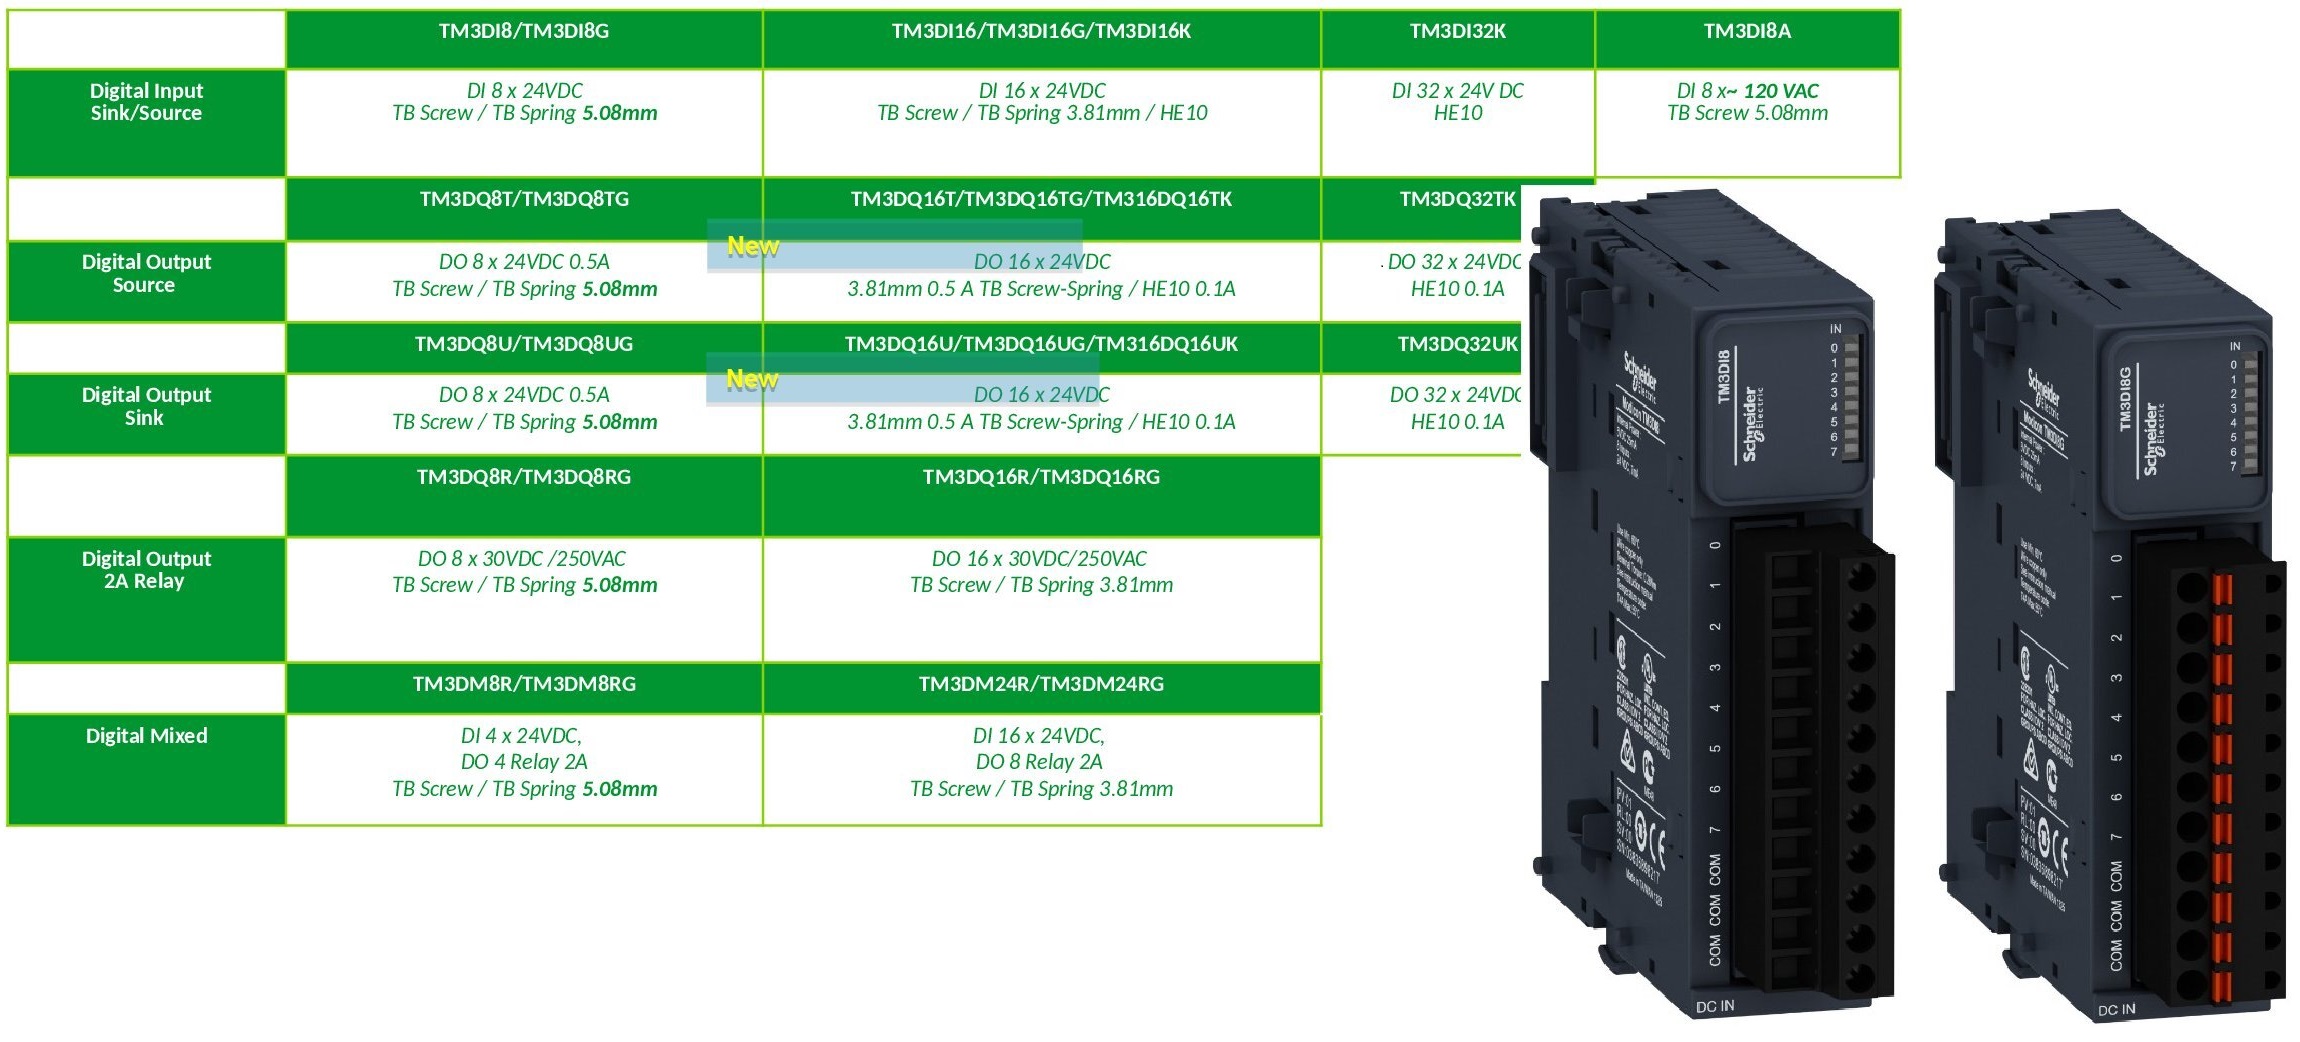 TM3DI8/TM3DI8G
TM3DI16/TM3DI16G/TM3DI16K
TM3DI32K
TM3DI8A
Digital Input
Sink/Source
DI 8 x 24VDC
TB Screw / TB Spring 5.08mm
DI 16 x 24VDC
TB Screw / TB Spring 3.81mm / HE10
DI 32 x 24V DC
HE10
DI 8 x~ 120 VAC
TB Screw 5.08mm
TM3DQ8T/TM3DQ8TG
TM3DQ16T/TM3DQ16TG/TM316DQ16TK
TM3DQ32TK
New
Digital Output
Source
DO 8 x 24VDC 0.5A
TB Screw / TB Spring 5.08mm
DO 16 x 24VDC
3.81mm 0.5 A TB Screw-Spring / HE10 0.1A
. DO 32 x 24VDC
HE10 0.1A
TM3DQ8U/TM3DQ8UG
TM3DQ16U/TM3DQ16UG/TM316DQ16UK
TM3DQ32UK
New
Digital Output
Sink
DO 8 x 24VDC 0.5A
TB Screw / TB Spring 5.08mm
DO 16 x 24VDC
3.81mm 0.5 A TB Screw-Spring / HE10 0.1A
DO 32 x 24VDC
HE10 0.1A
TM3DQ8R/TM3DQ8RG
TM3DQ16R/TM3DQ16RG
Digital Output
2A Relay
DO 8 x 30VDC /250VAC
TB Screw / TB Spring 5.08mm
DO 16 x 30VDC/250VAC
TB Screw / TB Spring 3.81mm
TM3DM8R/TM3DM8RG
TM3DM24R/TM3DM24RG
Digital Mixed
DI 4 x 24VDC,
DO 4 Relay 2A
TB Screw / TB Spring 5.08mm
DI 16 x 24VDC,
DO 8 Relay 2A
TB Screw / TB Spring 3.81mm
Schneider
Electric
Modicon TM3DI8
TM3DI8
Schneider
Electric
IN
0
1
2
3
4
5
6
7
0
1
2
3
4
5
6
7
COM COM COM
DC IN
Schneider
Electric
Modicon TM3DI8G
TM3DI8G
Schneider
Electric
IN
0
1
2
3
4
5
6
7
0
1
2
3
4
5
6
7
COM COM COM
DC IN